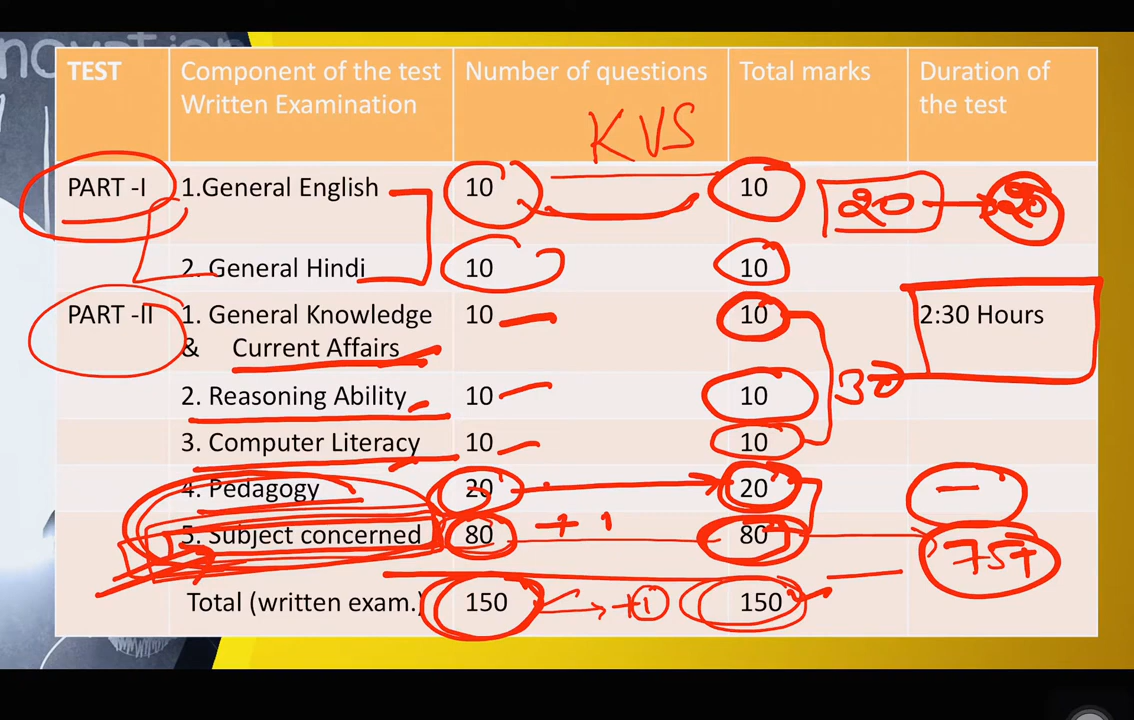 TEST Component of the test Number of questions Total marks Duration of
Written Examination the test
KVS
PART -I 1.General English 10 10 20
2. General Hindi 10 10
PART -II 1. General Knowledge 10 10 2:30 Hours
& Current Affairs
30
2. Reasoning Ability 10 10
3. Computer Literacy 10 10
4. Pedagogy 20 20 —
5. Subject concerned 80 +1 80 75+
Total (written exam.) 150 +1 150